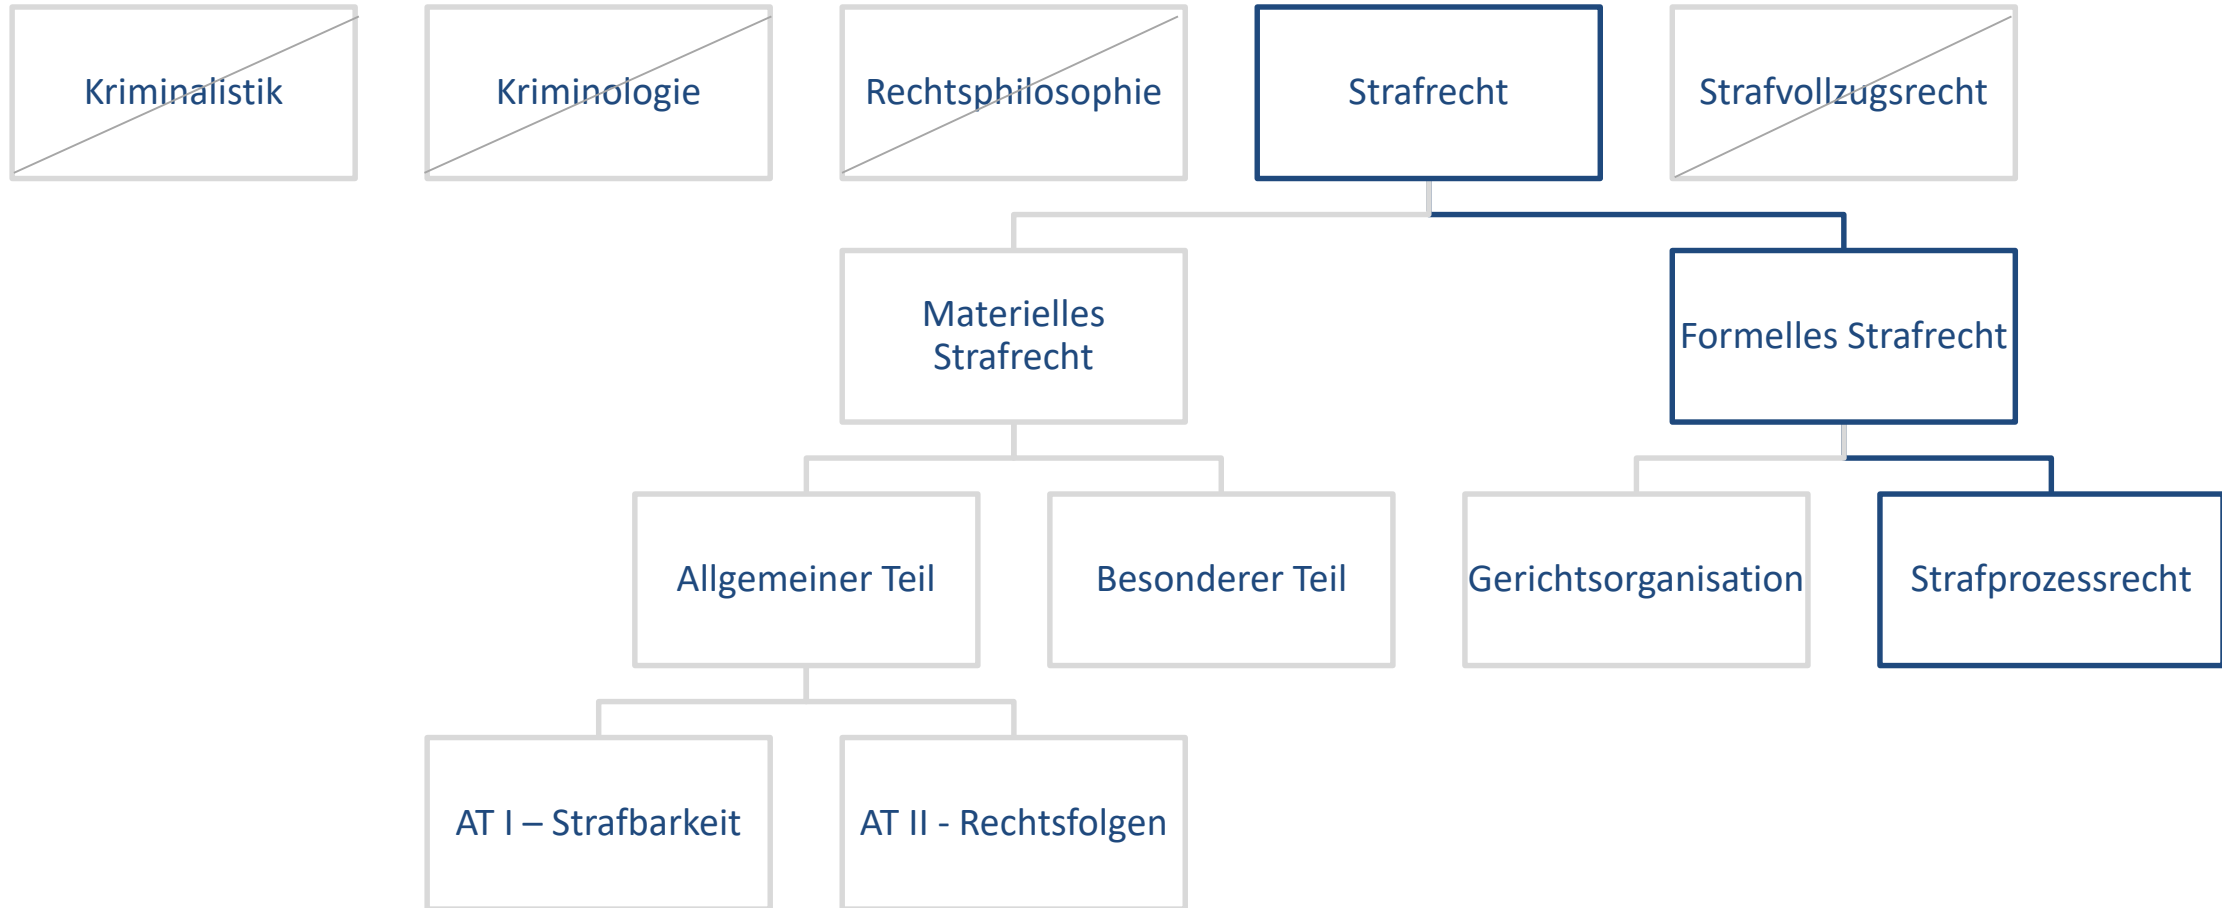 Kriminalistik
Kriminologie
Rechtsphilosophie
Strafrecht
Strafvollzugsrecht
Materielles
Strafrecht
Formelles Strafrecht
Allgemeiner Teil
Besonderer Teil
Gerichtsorganisation
Strafprozessrecht
AT I – Strafbarkeit
AT II - Rechtsfolgen